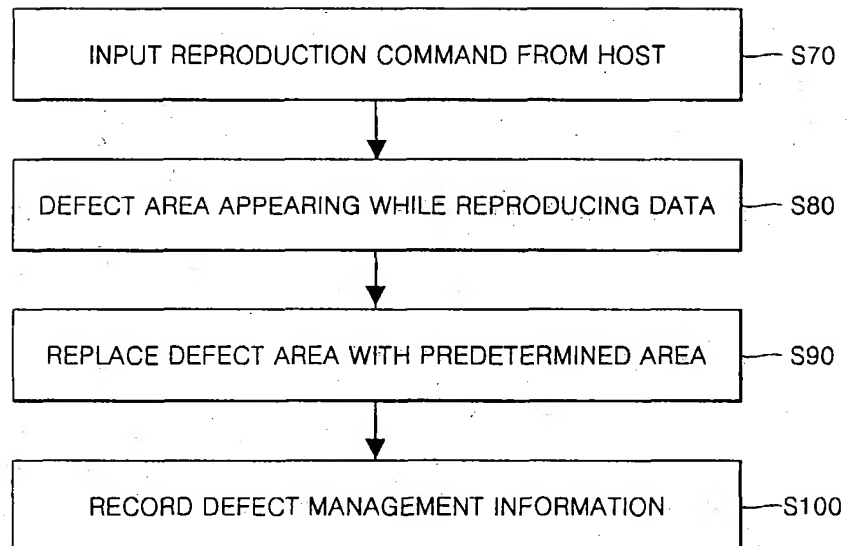 INPUT REPRODUCTION COMMAND FROM HOST S70
DEFECT AREA APPEARING WHILE REPRODUCING DATA S80
REPLACE DEFECT AREA WITH PREDETERMINED AREA S90
RECORD DEFECT MANAGEMENT INFORMATION S100